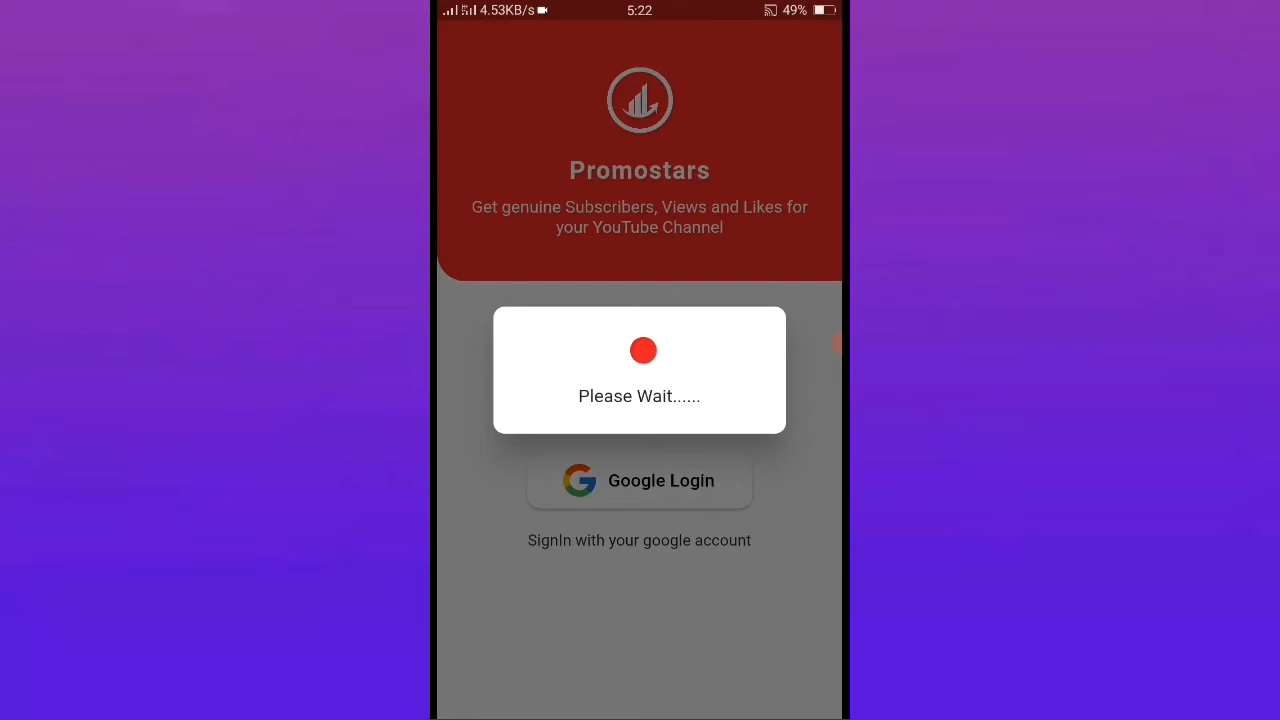 4.53KB/s 5:22 49%
Promostars
Get genuine Subscribers, Views and Likes for
your YouTube Channel
Please Wait......
Google Login
SignIn with your google account